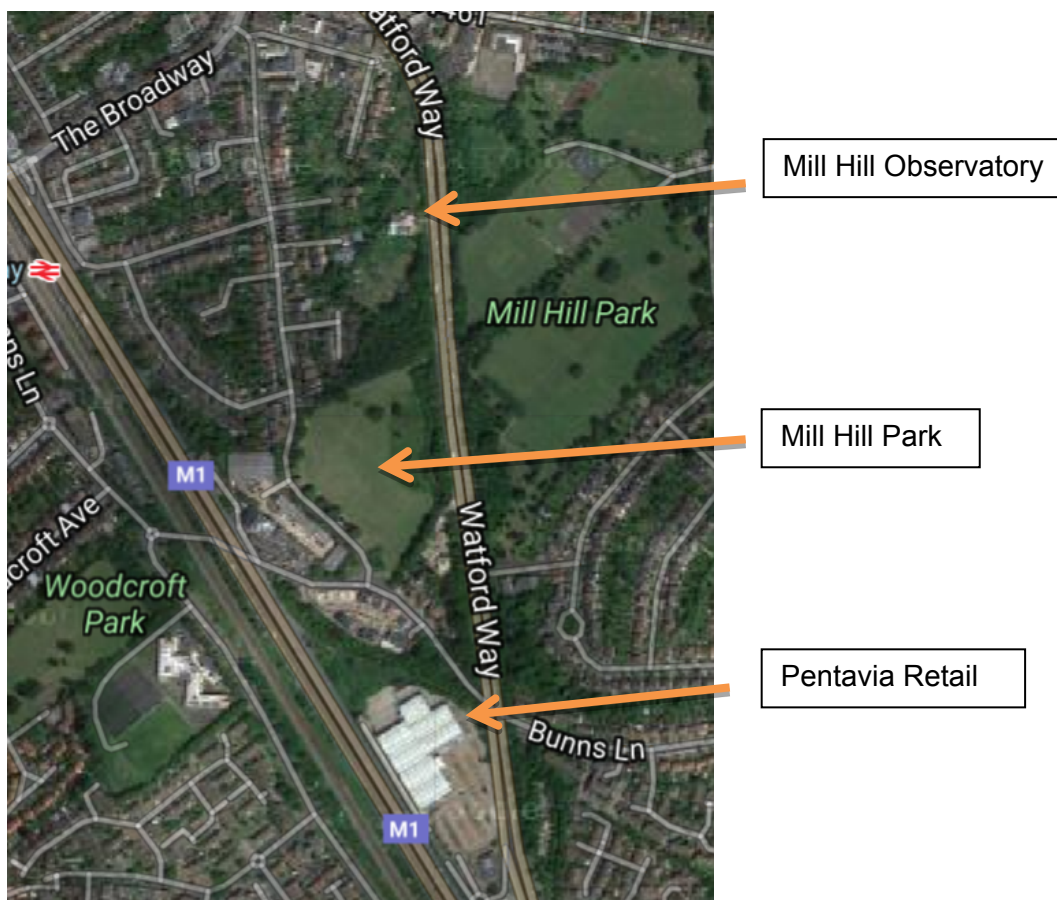 The Broadway
Watford Way
Mill Hill Observatory
Mill Hill Park
Mill Hill Park
M1
Watford Way
Woodcroft
Park
Pentavia Retail
Bunns Ln
M1